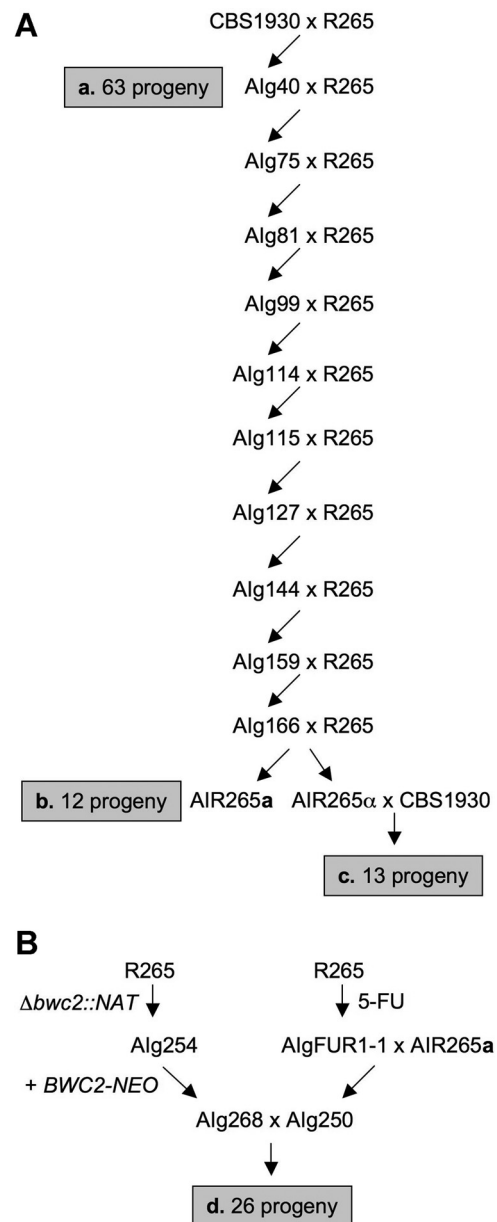 A
CBS1930 x R265
a. 63 progeny
Alg40 x R265
Alg75 x R265
Alg81 x R265
Alg99 x R265
Alg114 x R265
Alg115 x R265
Alg127 x R265
Alg144 x R265
Alg159 x R265
Alg166 x R265
b. 12 progeny
AIR265a
AIR265α x CBS1930
c. 13 progeny
B
R265
R265
Δbwc2::NAT
5-FU
Alg254
AlgFUR1-1 x AIR265a
+ BWC2-NEO
Alg268 x Alg250
d. 26 progeny